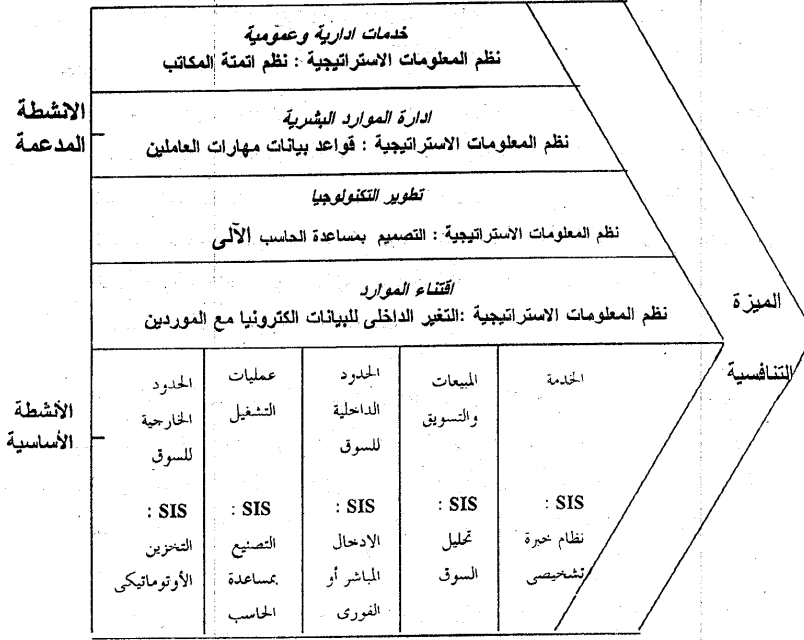 خدمات ادارية وعمومية
نظم المعلومات الاستراتيجية : نظم اتمتة المكاتب
الانشطة
المدعمة
ادارة الموارد البشرية
نظم المعلومات الاستراتيجية : قواعد بيانات مهارات العاملين
تطوير التكنولوجيا
نظم المعلومات الاستراتيجية : التصميم بمساعدة الحاسب الآلى
اقتناء الموارد
نظم المعلومات الاستراتيجية :التغير الداخلى للبيانات الكترونيا مع الموردين
الميزة
التنافسية
الأنشطة
الأساسية
الحدود
الخارجية
للسوق
SIS :
التخزين
الأوتوماتيكى
عمليات
التشغيل
SIS :
التصنيع
بمساعدة
الحاسب
الحدود
الداخلية
للسوق
SIS :
الادخال
المباشر أو
الفورى
المبيعات
والتسويق
SIS :
تحليل
السوق
الخدمة
SIS :
نظام خبرة
تشخيصى